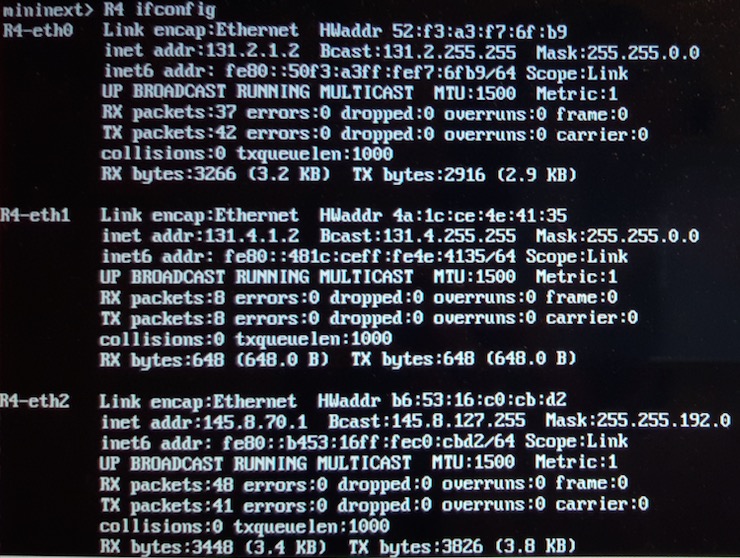 mininext> R4 ifconfig
R4-eth0 Link encap:Ethernet HWaddr 52:f3:a3:f7:6f:b9
inet addr:131.2.1.2 Bcast:131.2.255.255 Mask:255.255.0.0
inet6 addr: fe80::50f3:a3ff:fef7:6fb9/64 Scope:Link
UP BROADCAST RUNNING MULTICAST MTU:1500 Metric:1
RX packets:37 errors:0 dropped:0 overruns:0 frame:0
TX packets:42 errors:0 dropped:0 overruns:0 carrier:0
collisions:0 txqueuelen:1000
RX bytes:3266 (3.2 KB) TX bytes:2916 (2.9 KB)
R4-eth1 Link encap:Ethernet HWaddr 4a:1c:ce:4e:41:35
inet addr:131.4.1.2 Bcast:131.4.255.255 Mask:255.255.0.0
inet6 addr: fe80::481c:ceff:fe4e:4135/64 Scope:Link
UP BROADCAST RUNNING MULTICAST MTU:1500 Metric:1
RX packets:8 errors:0 dropped:0 overruns:0 frame:0
TX packets:8 errors:0 dropped:0 overruns:0 carrier:0
collisions:0 txqueuelen:1000
RX bytes:648 (648.0 B) TX bytes:648 (648.0 B)
R4-eth2 Link encap:Ethernet HWaddr b6:53:16:c0:cb:d2
inet addr:145.8.70.1 Bcast:145.8.127.255 Mask:255.255.192.0
inet6 addr: fe80::b453:16ff:fec0:cbd2/64 Scope:Link
UP BROADCAST RUNNING MULTICAST MTU:1500 Metric:1
RX packets:48 errors:0 dropped:0 overruns:0 frame:0
TX packets:41 errors:0 dropped:0 overruns:0 carrier:0
collisions:0 txqueuelen:1000
RX bytes:3448 (3.4 KB) TX bytes:3826 (3.8 KB)